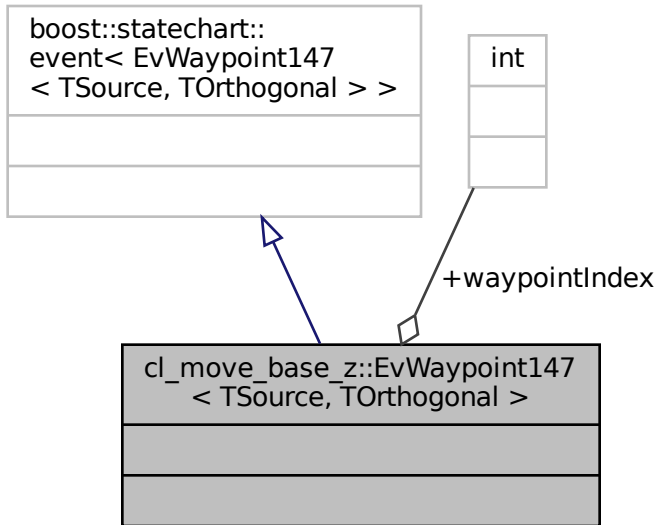 boost::statechart::
event< EvWaypoint147
< TSource, TOrthogonal > >
int
+waypointIndex
cl_move_base_z::EvWaypoint147
< TSource, TOrthogonal >